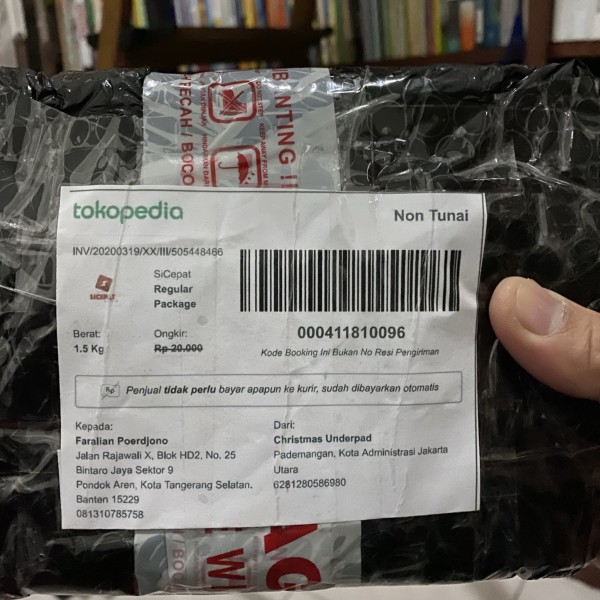 BANTING !!
PECAH / BOCO
tokopedia
Non Tunai
INV/20200319/XX/III/505448466
SICEPAT
SiCepat
Regular
Package
Berat:
1.5 Kg
Ongkir:
Rp 20.000
000411810096
Kode Booking Ini Bukan No Resi Pengiriman
Rp
Penjual tidak perlu bayar apapun ke kurir, sudah dibayarkan otomatis
Kepada:
Faralian Poerdjono
Jalan Rajawali X, Blok HD2, No. 25
Bintaro Jaya Sektor 9
Pondok Aren, Kota Tangerang Selatan.
Banten 15229
081310785758
Dari:
Christmas Underpad
Pademangan, Kota Administrasi Jakarta
Utara
6281280586980